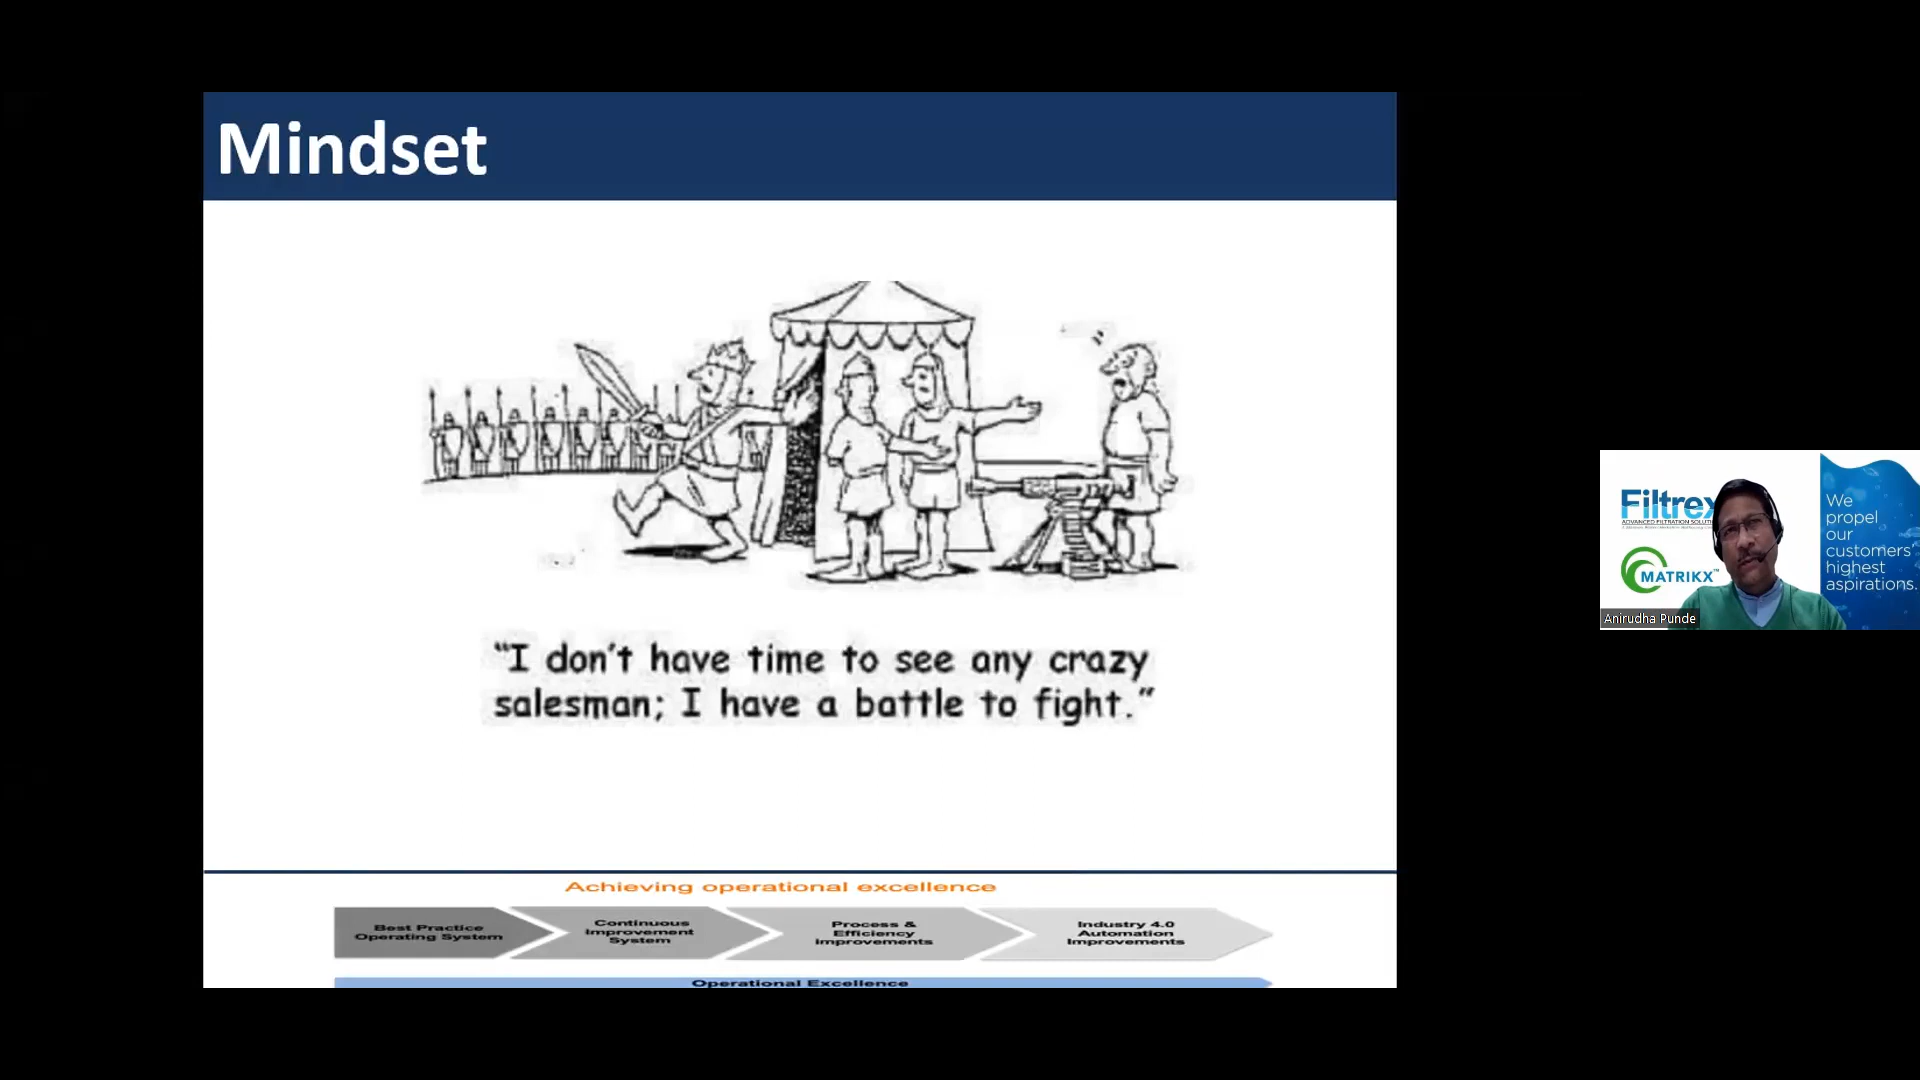 Mindset
“I don’t have time to see any crazy
salesman; I have a battle to fight.”
Achieving operational excellence
Best Practice
Operating System
Continuous
Improvement
System
Process &
Efficiency
improvements
Industry 4.0
Automation
Improvements
Operational Excellence
Filtrex
MATRIKX™
We
propel
our
customers’
highest
aspirations.
Anirudha Punde